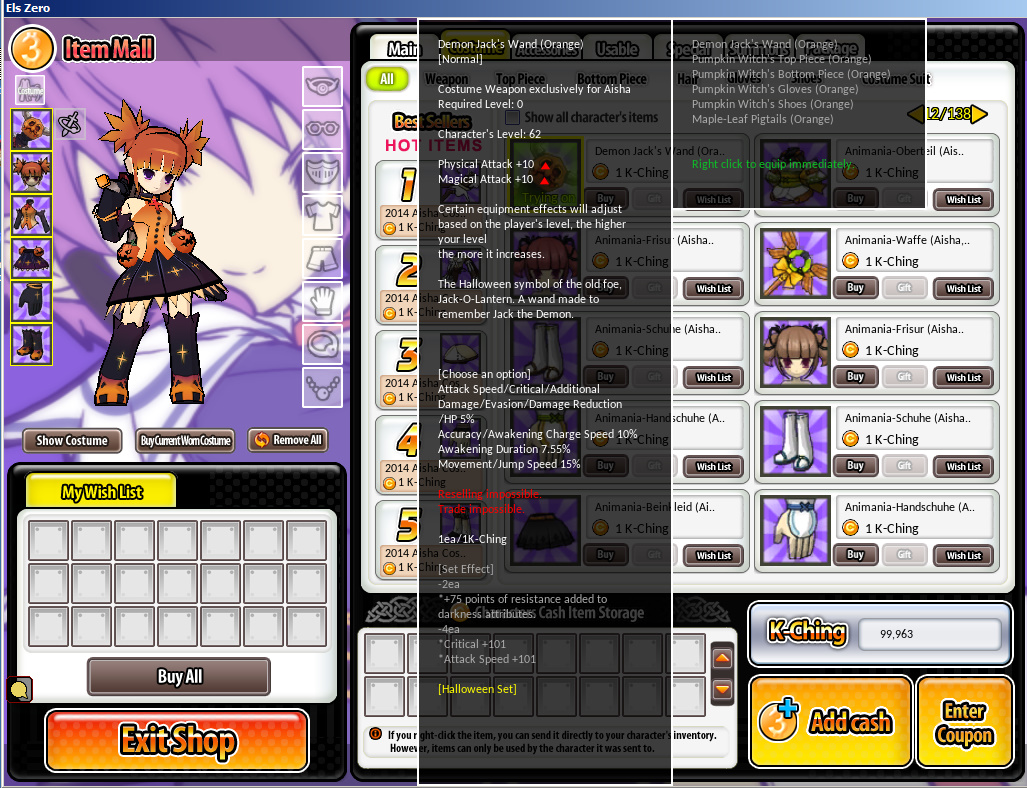 Els Zero
3
Item Mall
Main
Costume
Accessories
Usable
Special
Package
All
Weapon
Top Piece
Bottom Piece
Hair
Gloves
Shoes
Costume Suit
Best Sellers
HOT ITEMS
Show all character's items
12/138
Demon Jack's Wand (Orange)
[Normal]
Costume Weapon exclusively for Aisha
Required Level: 0
Character's Level: 62
Physical Attack +10
Magical Attack +10
Certain equipment effects will adjust
based on the player's level, the higher
your level
the more it increases.
The Halloween symbol of the old foe,
Jack-O-Lantern. A wand made to
remember Jack the Demon.
[Choose an option]
Attack Speed/Critical/Additional
Damage/Evasion/Damage Reduction
/HP 5%
Accuracy/Awakening Charge Speed 10%
Awakening Duration 7.55%
Movement/Jump Speed 15%
Reselling Impossible.
Trade impossible.
1ea/1K-Ching
[Set Effect]
-2ea
*+75 points of resistance added to
darkness attributes.
-4ea
*Critical +101
*Attack Speed +101
[Halloween Set]
Demon Jack's Wand (Orange)
Pumpkin Witch's Top Piece (Orange)
Pumpkin Witch's Bottom Piece (Orange)
Pumpkin Witch's Gloves (Orange)
Pumpkin Witch's Shoes (Orange)
Maple-Leaf Pigtails (Orange)
Right click to equip immediately.
1
2014 Aisha
1 K-Ching
2
2014 A
1 K-Ching
3
2014 Aisha Cos
1 K-Ching
4
2014 Aisha
1 K-Ching
5
2014 Aisha Cos..
1 K-Ching
Demon Jack's Wand (Ora..
1 K-Ching
Trying on
Buy
Gift
Wish List
Animania-Oberteil (Ais..
1 K-Ching
Buy
Gift
Wish List
Animania-Frisur (Aisha..
1 K-Ching
Buy
Gift
Wish List
Animania-Waffe (Aisha,..
1 K-Ching
Buy
Gift
Wish List
Animania-Schuhe (Aisha..
1 K-Ching
Buy
Gift
Wish List
Animania-Frisur (Aisha..
1 K-Ching
Buy
Gift
Wish List
Animania-Handschuhe (A..
1 K-Ching
Buy
Gift
Wish List
Animania-Schuhe (Aisha..
1 K-Ching
Buy
Gift
Wish List
Animania-Beinkleid (Ai..
1 K-Ching
Buy
Gift
Wish List
Animania-Handschuhe (A..
1 K-Ching
Buy
Gift
Wish List
Show Costume
Buy Current Worn Costume
Remove All
My Wish List
Buy All
Exit Shop
Character's Cash Item Storage
If you right-click the item, you can send it directly to your character's inventory.
However, items can only be used by the character it was sent to.
K-Ching
99,963
3
Add cash
Enter
Coupon